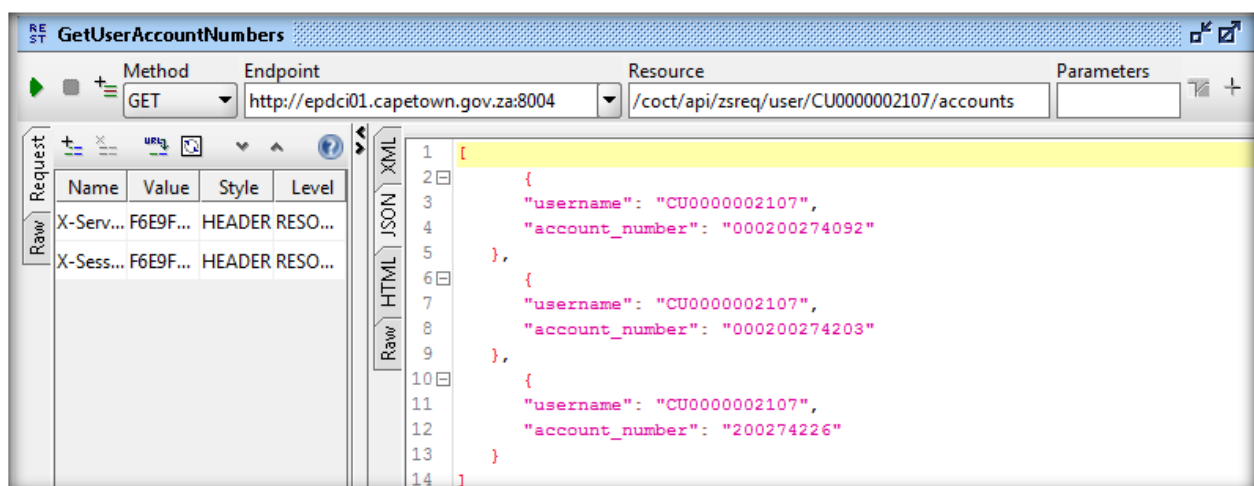 REST GetUserAccountNumbers
Method Endpoint Resource Parameters
GET http://epdci01.capetown.gov.za:8004 /coct/api/zsreq/user/CU0000002107/accounts
Request
Raw
Name Value Style Level
X-Serv... F6E9F... HEADER RESO...
X-Sess... F6E9F... HEADER RESO...
XML
JSON
HTML
Raw
1 [
2 {
3 "username": "CU0000002107",
4 "account_number": "000200274092"
5 },
6 {
7 "username": "CU0000002107",
8 "account_number": "000200274203"
9 },
10 {
11 "username": "CU0000002107",
12 "account_number": "200274226"
13 }
14 ]